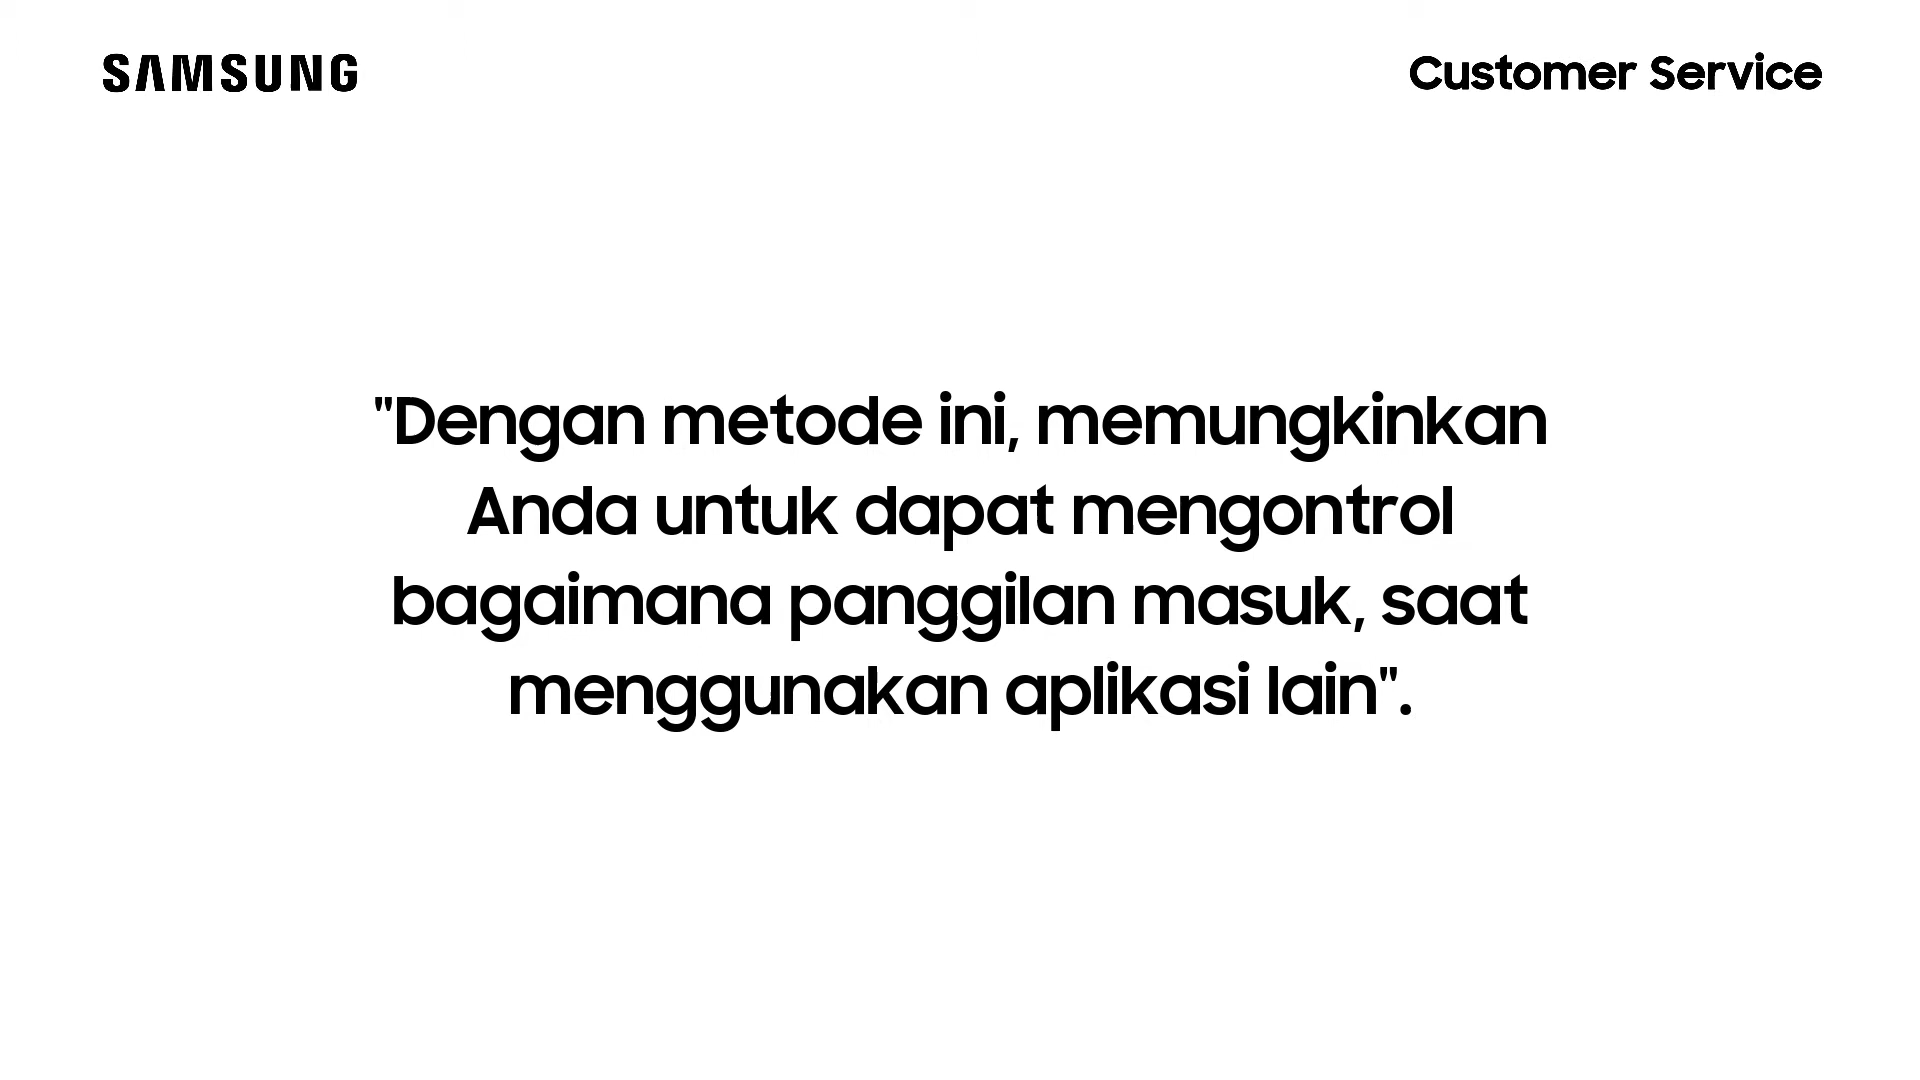 SAMSUNG
Customer Service
"Dengan metode ini, memungkinkan
Anda untuk dapat mengontrol
bagaimana panggilan masuk, saat
menggunakan aplikasi lain".